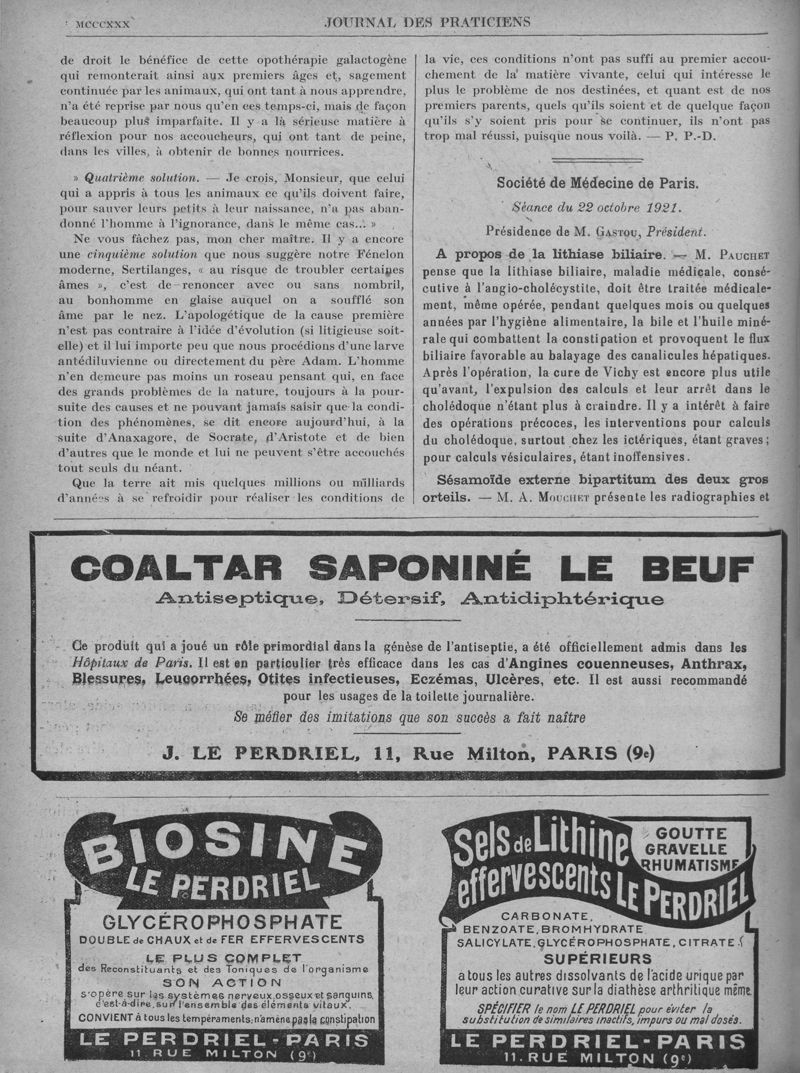 MCCCXXX
JOURNAL DES PRATICIENS
de droit le bénéfice de cette opothérapie galactogène
qui remonterait ainsi aux premiers âges et, sagement
continuée par les animaux, qui ont tant à nous apprendre,
n'a été reprise par nous qu'en ces temps-ci, mais de façon
beaucoup plus imparfaite. Il y a là sérieuse matière à
réflexion pour nos accoucheurs, qui ont tant de peine,
dans les villes, à obtenir de bonnes nourrices.
» Quatrième solution. — Je crois, Monsieur, que celui
qui a appris à tous les animaux ce qu'ils doivent faire,
pour sauver leurs petits à leur naissance, n'a pas aban-
donné l'homme à l'ignorance, dans le même cas... »
Ne vous fâchez pas, mon cher maître. Il y a encore
une cinquième solution que nous suggère notre Fénelon
moderne, Sertilanges, « au risque de troubler certaines
âmes », c'est de renoncer avec ou sans nombril,
au bonhomme en glaise auquel on a soufflé son
âme par le nez. L'apologétique de la cause première
n'est pas contraire à l'idée d'évolution (si litigieuse soit-
elle) et il lui importe peu que nous procédions d'une larve
antédiluvienne ou directement du père Adam. L'homme
n'en demeure pas moins un roseau pensant qui, en face
des grands problèmes de la nature, toujours à la pour-
suite des causes et ne pouvant jamais saisir que la condi-
tion des phénomènes, se dit encore aujourd'hui, à la
suite d'Anaxagore, de Socrate, d'Aristote et de bien
d'autres que le monde et lui ne peuvent s'être accouchés
tout seuls du néant.
Que la terre ait mis quelques millions ou milliards
d'années à se refroidir pour réaliser les conditions de
la vie, ces conditions n'ont pas suffi au premier accou-
chement de la matière vivante, celui qui intéresse le
plus le problème de nos destinées, et quant est de nos
premiers parents, quels qu'ils soient et de quelque façon
qu'ils s'y soient pris pour se continuer, ils n'ont pas
trop mal réussi, puisque nous voilà. — P. P.-D.
Société de Médecine de Paris.
Séance du 22 octobre 1921.
Présidence de M. GASTOU, Président.
A propos de la lithiase biliaire. — M. PAUCHET
pense que la lithiase biliaire, maladie médicale, consé-
cutive à l'angio-cholécystite, doit être traitée médicale-
ment, même opérée, pendant quelques mois ou quelques
années par l'hygiène alimentaire, la bile et l'huile miné-
rale qui combattent la constipation et provoquent le flux
biliaire favorable au balayage des canalicules hépatiques.
Après l'opération, la cure de Vichy est encore plus utile
qu'avant, l'expulsion des calculs et leur arrêt dans le
cholédoque n'étant plus à craindre. Il y a intérêt à faire
des opérations précoces, les interventions pour calculs
du cholédoque, surtout chez les ictériques, étant graves;
pour calculs vésiculaires, étant inoffensives.
Sésamoïde externe bipartitum des deux gros
orteils. — M. A. MOUCHET présente les radiographies et
COALTAR SAPONINÉ LE BEUF
Antiseptique, Détersif, Antidiphtérique
Ce produit qui a joué un rôle primordial dans la génèse de l'antiseptie, a été officiellement admis dans les
Hôpitaux de Paris. Il est en particulier très efficace dans les cas d'Angines couenneuses, Anthrax,
Blessures, Leucorrhées, Otites infectieuses, Eczémas, Ulcères, etc. Il est aussi recommandé
pour les usages de la toilette journalière.
Se méfier des imitations que son succès a fait naître
J. LE PERDRIEL, 11, Rue Milton, PARIS (9e)
BIOSINE
LE PERDRIEL
GLYCÉROPHOSPHATE
DOUBLE de CHAUX et de FER EFFERVESCENTS
LE PLUS COMPLET
des Reconstituants et des Toniques de l'organisme
SON ACTION
s'opère sur les systèmes nerveux, osseux et sanguins,
c'est-à-dire, sur l'ensemble des éléments vitaux.
CONVIENT à tous les tempéraments, n'amène pas la constipation
LE PERDRIEL-PARIS
11. RUE MILTON (9e)
Sels de Lithine
effervescents LE PERDRIEL
GOUTTE
GRAVELLE
RHUMATISME
CARBONATE,
BENZOATE, BROMHYDRATE
SALICYLATE, GLYCÉROPHOSPHATE, CITRATE.
SUPÉRIEURS
a tous les autres dissolvants de l'acide urique par
leur action curative sur la diathèse arthritique même.
SPÉCIFIER le nom LE PERDRIEL pour éviter la
substitution de similaires inactifs, impurs ou mal dosés.
LE PERDRIEL-PARIS
11. RUE MILTON (9e)